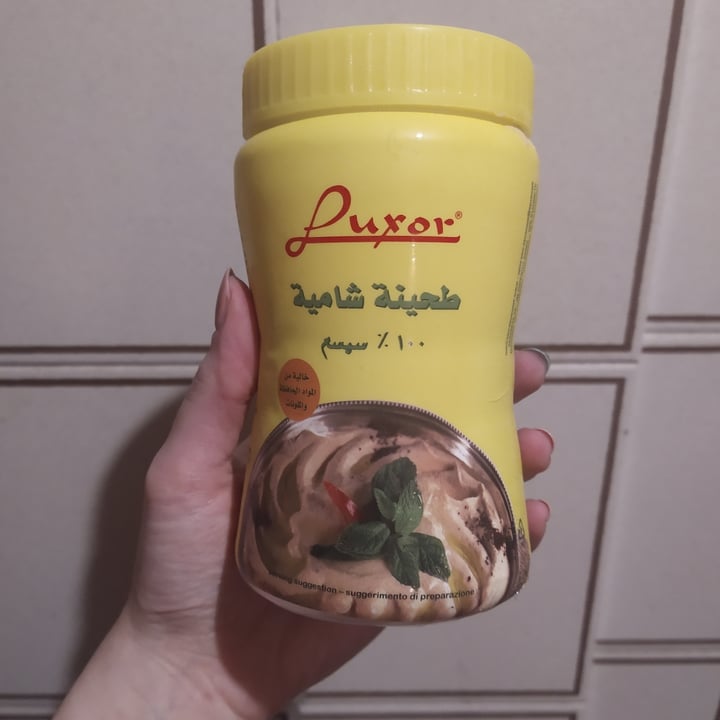 Luxor®
طحينة شامية
١٠٠ ٪ سمسم
خالية من
المواد الحافظة
والملونات
serving suggestion – suggerimento di preparazione